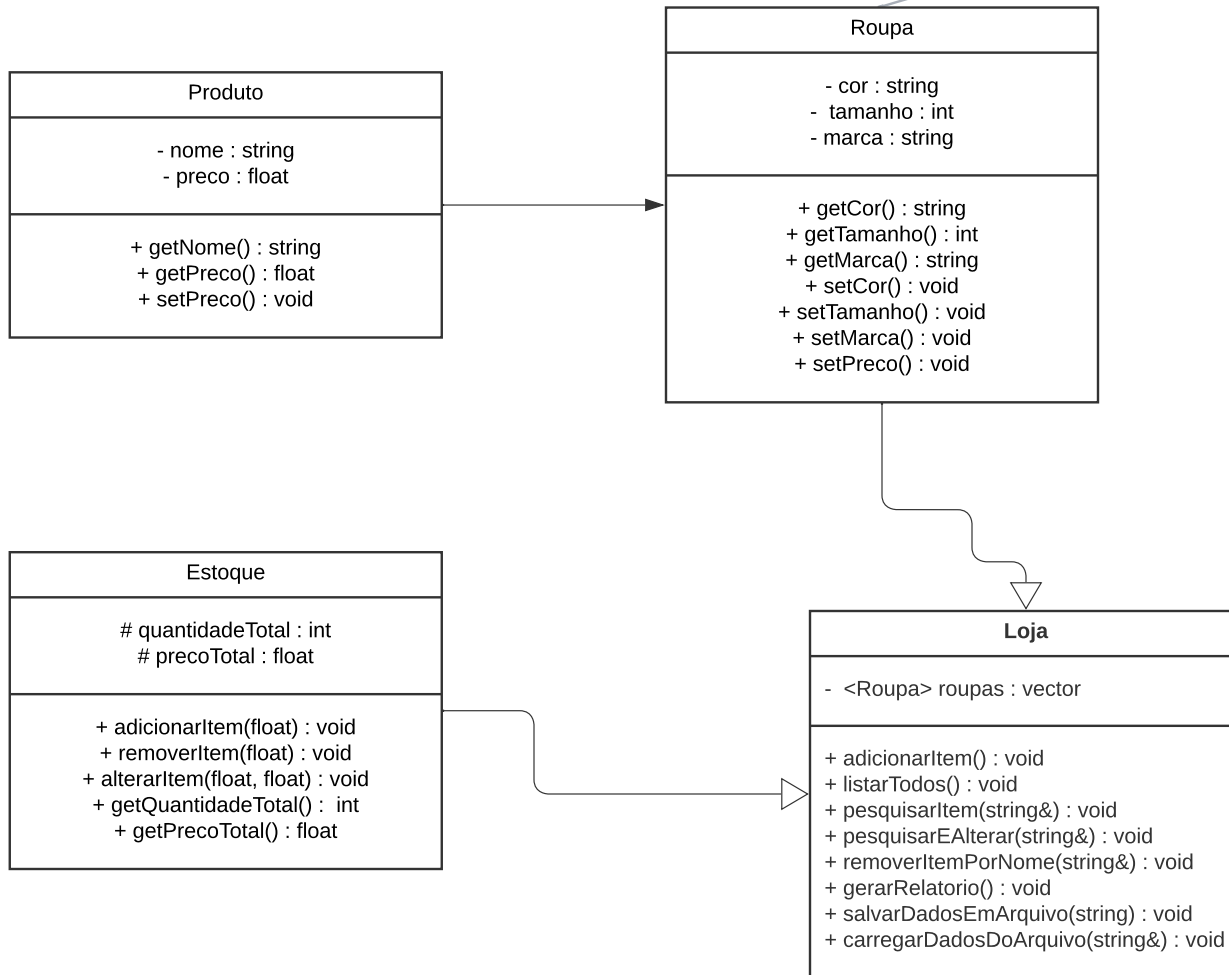 Produto
- nome : string
- preco : float
+ getNome() : string
+ getPreco() : float
+ setPreco() : void
Roupa
- cor : string
-  tamanho : int
- marca : string
+ getCor() : string
+ getTamanho() : int
+ getMarca() : string
+ setCor() : void
+ setTamanho() : void
+ setMarca() : void
+ setPreco() : void
Estoque
# quantidadeTotal : int
# precoTotal : float
+ adicionarItem(float) : void
+ removerItem(float) : void
+ alterarItem(float, float) : void
+ getQuantidadeTotal() :  int
+ getPrecoTotal() : float
Loja
-  <Roupa> roupas : vector
+ adicionarItem() : void
+ listarTodos() : void
+ pesquisarItem(string&) : void
+ pesquisarEAlterar(string&) : void
+ removerItemPorNome(string&) : void
+ gerarRelatorio() : void
+ salvarDadosEmArquivo(string) : void
+ carregarDadosDoArquivo(string&) : void